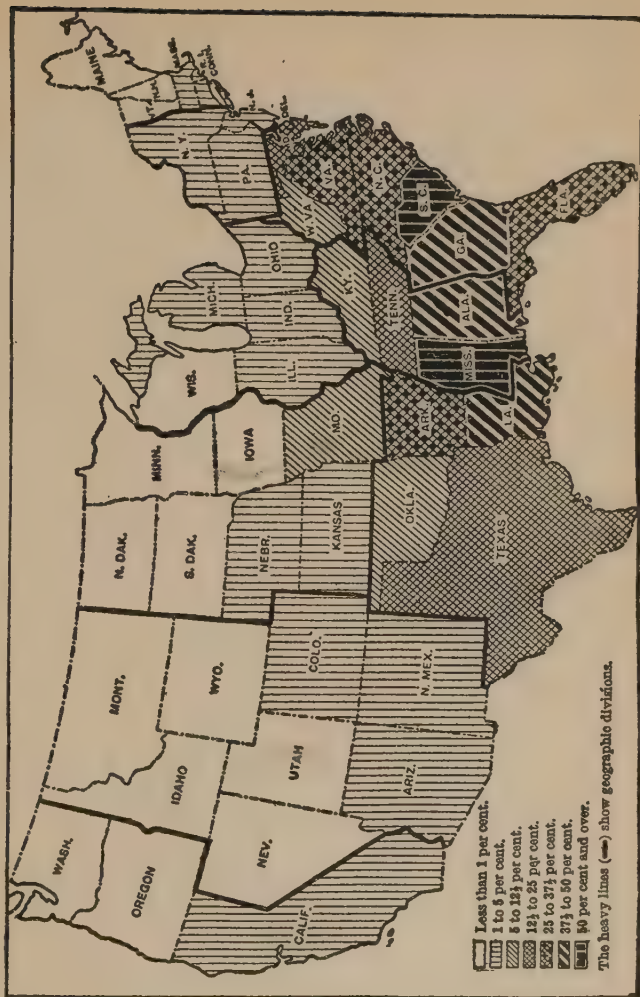 WASH.
OREGON
CALIF.
NEV.
IDAHO
MONT.
WYO.
UTAH
ARIZ.
COLO.
N. MEX.
N. DAK.
S. DAK.
NEBR.
KANSAS
OKLA.
TEXAS
MINN.
IOWA
MO.
ARK.
LA.
WIS.
ILL.
MICH.
IND.
OHIO
KY.
TENN.
MISS.
ALA.
GA.
FLA.
S. C.
N. C.
VA.
W. VA.
PA.
N. Y.
MAINE
N. H.
MASS.
R. I.
CONN.
N. J.
DEL.
Less than 1 per cent.
1 to 5 per cent.
5 to 12½ per cent.
12½ to 25 per cent.
25 to 37½ per cent.
37½ to 50 per cent.
50 per cent and over.
The heavy lines (▬) show geographic divisions.